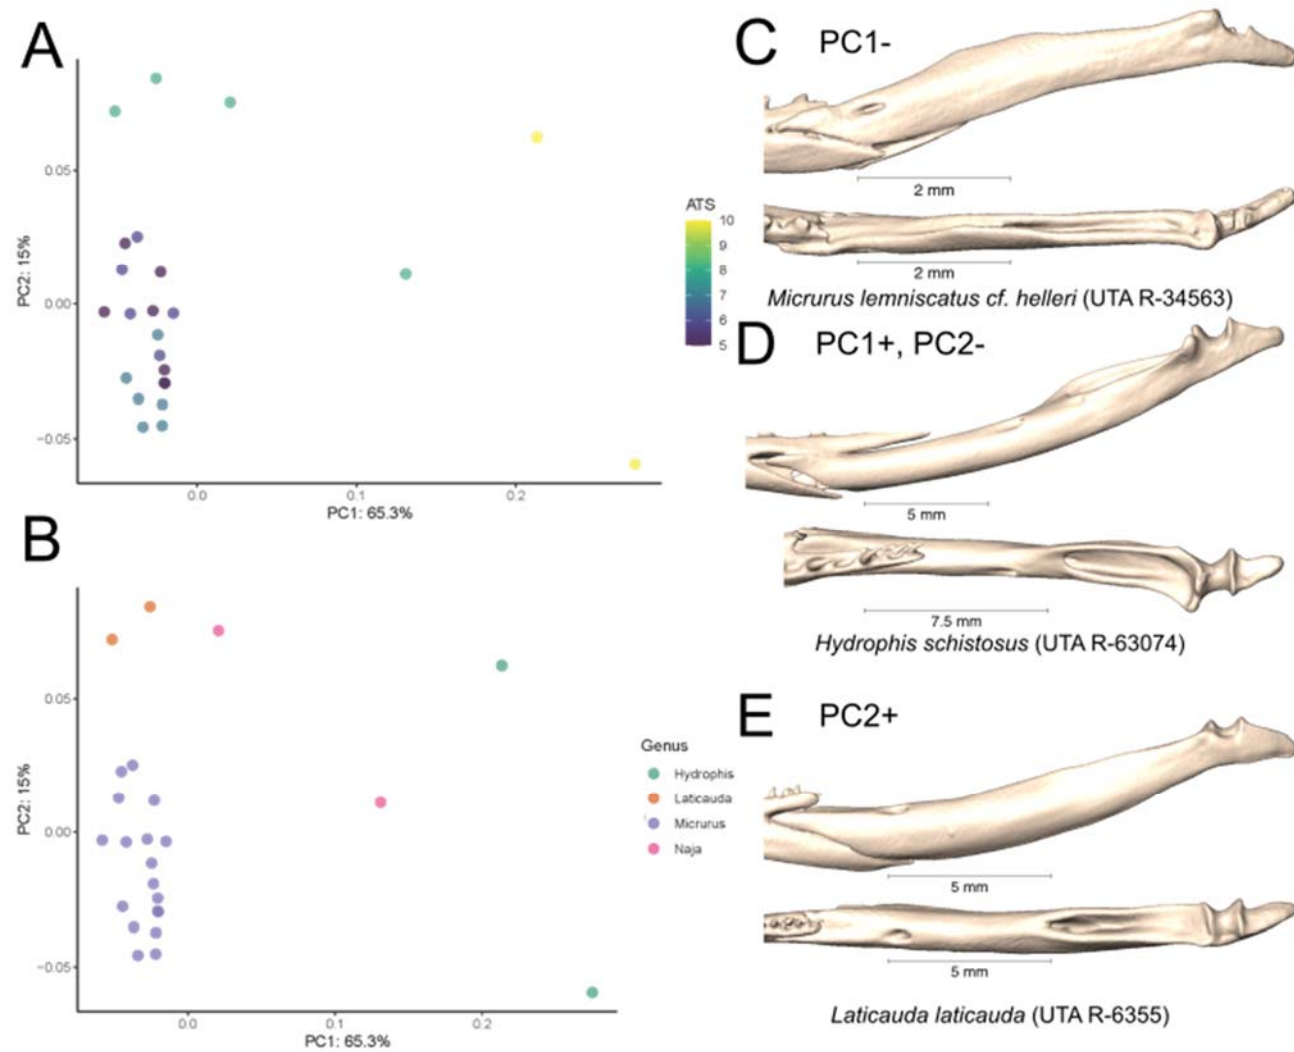 A
0.05
0.00
−0.05
PC2: 15%
0.0
0.1
0.2
PC1: 65.3%
ATS
10
9
8
7
6
5
B
0.05
0.00
−0.05
PC2: 15%
0.0
0.1
0.2
PC1: 65.3%
Genus
Hydrophis
Laticauda
Micrurus
Naja
C PC1-
2 mm
2 mm
Micrurus lemniscatus cf. helleri (UTA R-34563)
D PC1+, PC2-
5 mm
7.5 mm
Hydrophis schistosus (UTA R-63074)
E PC2+
5 mm
5 mm
Laticauda laticauda (UTA R-6355)